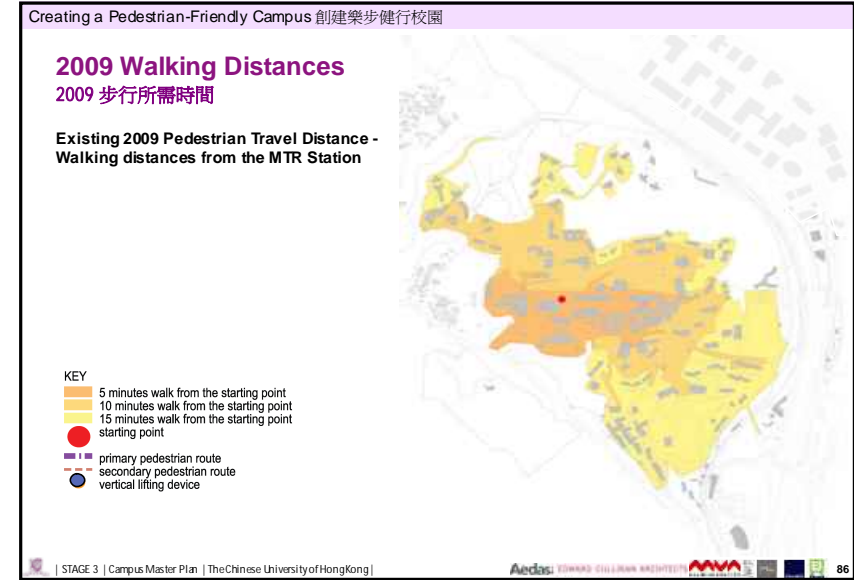 Creating a Pedestrian-Friendly Campus 創建樂步健行校園
2009 Walking Distances
2009 步行所需時間
Existing 2009 Pedestrian Travel Distance -
Walking distances from the MTR Station
KEY
5 minutes walk from the starting point
10 minutes walk from the starting point
15 minutes walk from the starting point
starting point
primary pedestrian route
secondary pedestrian route
vertical lifting device
| STAGE 3 | Campus Master Plan | The Chinese University of Hong Kong |
Aedas EDWARD CULLINAN ARCHITECTS MVA
86